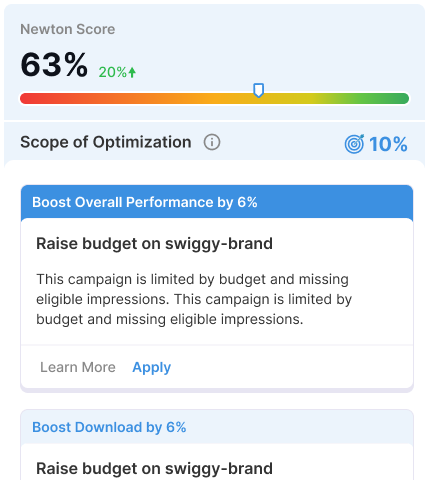 Newton Score
63% 20%
Scope of Optimization 10%
Boost Overall Performance by 6%
Raise budget on swiggy-brand
This campaign is limited by budget and missing
eligible impressions. This campaign is limited by
budget and missing eligible impressions.
Learn More Apply
Boost Download by 6%
Raise budget on swiggy-brand